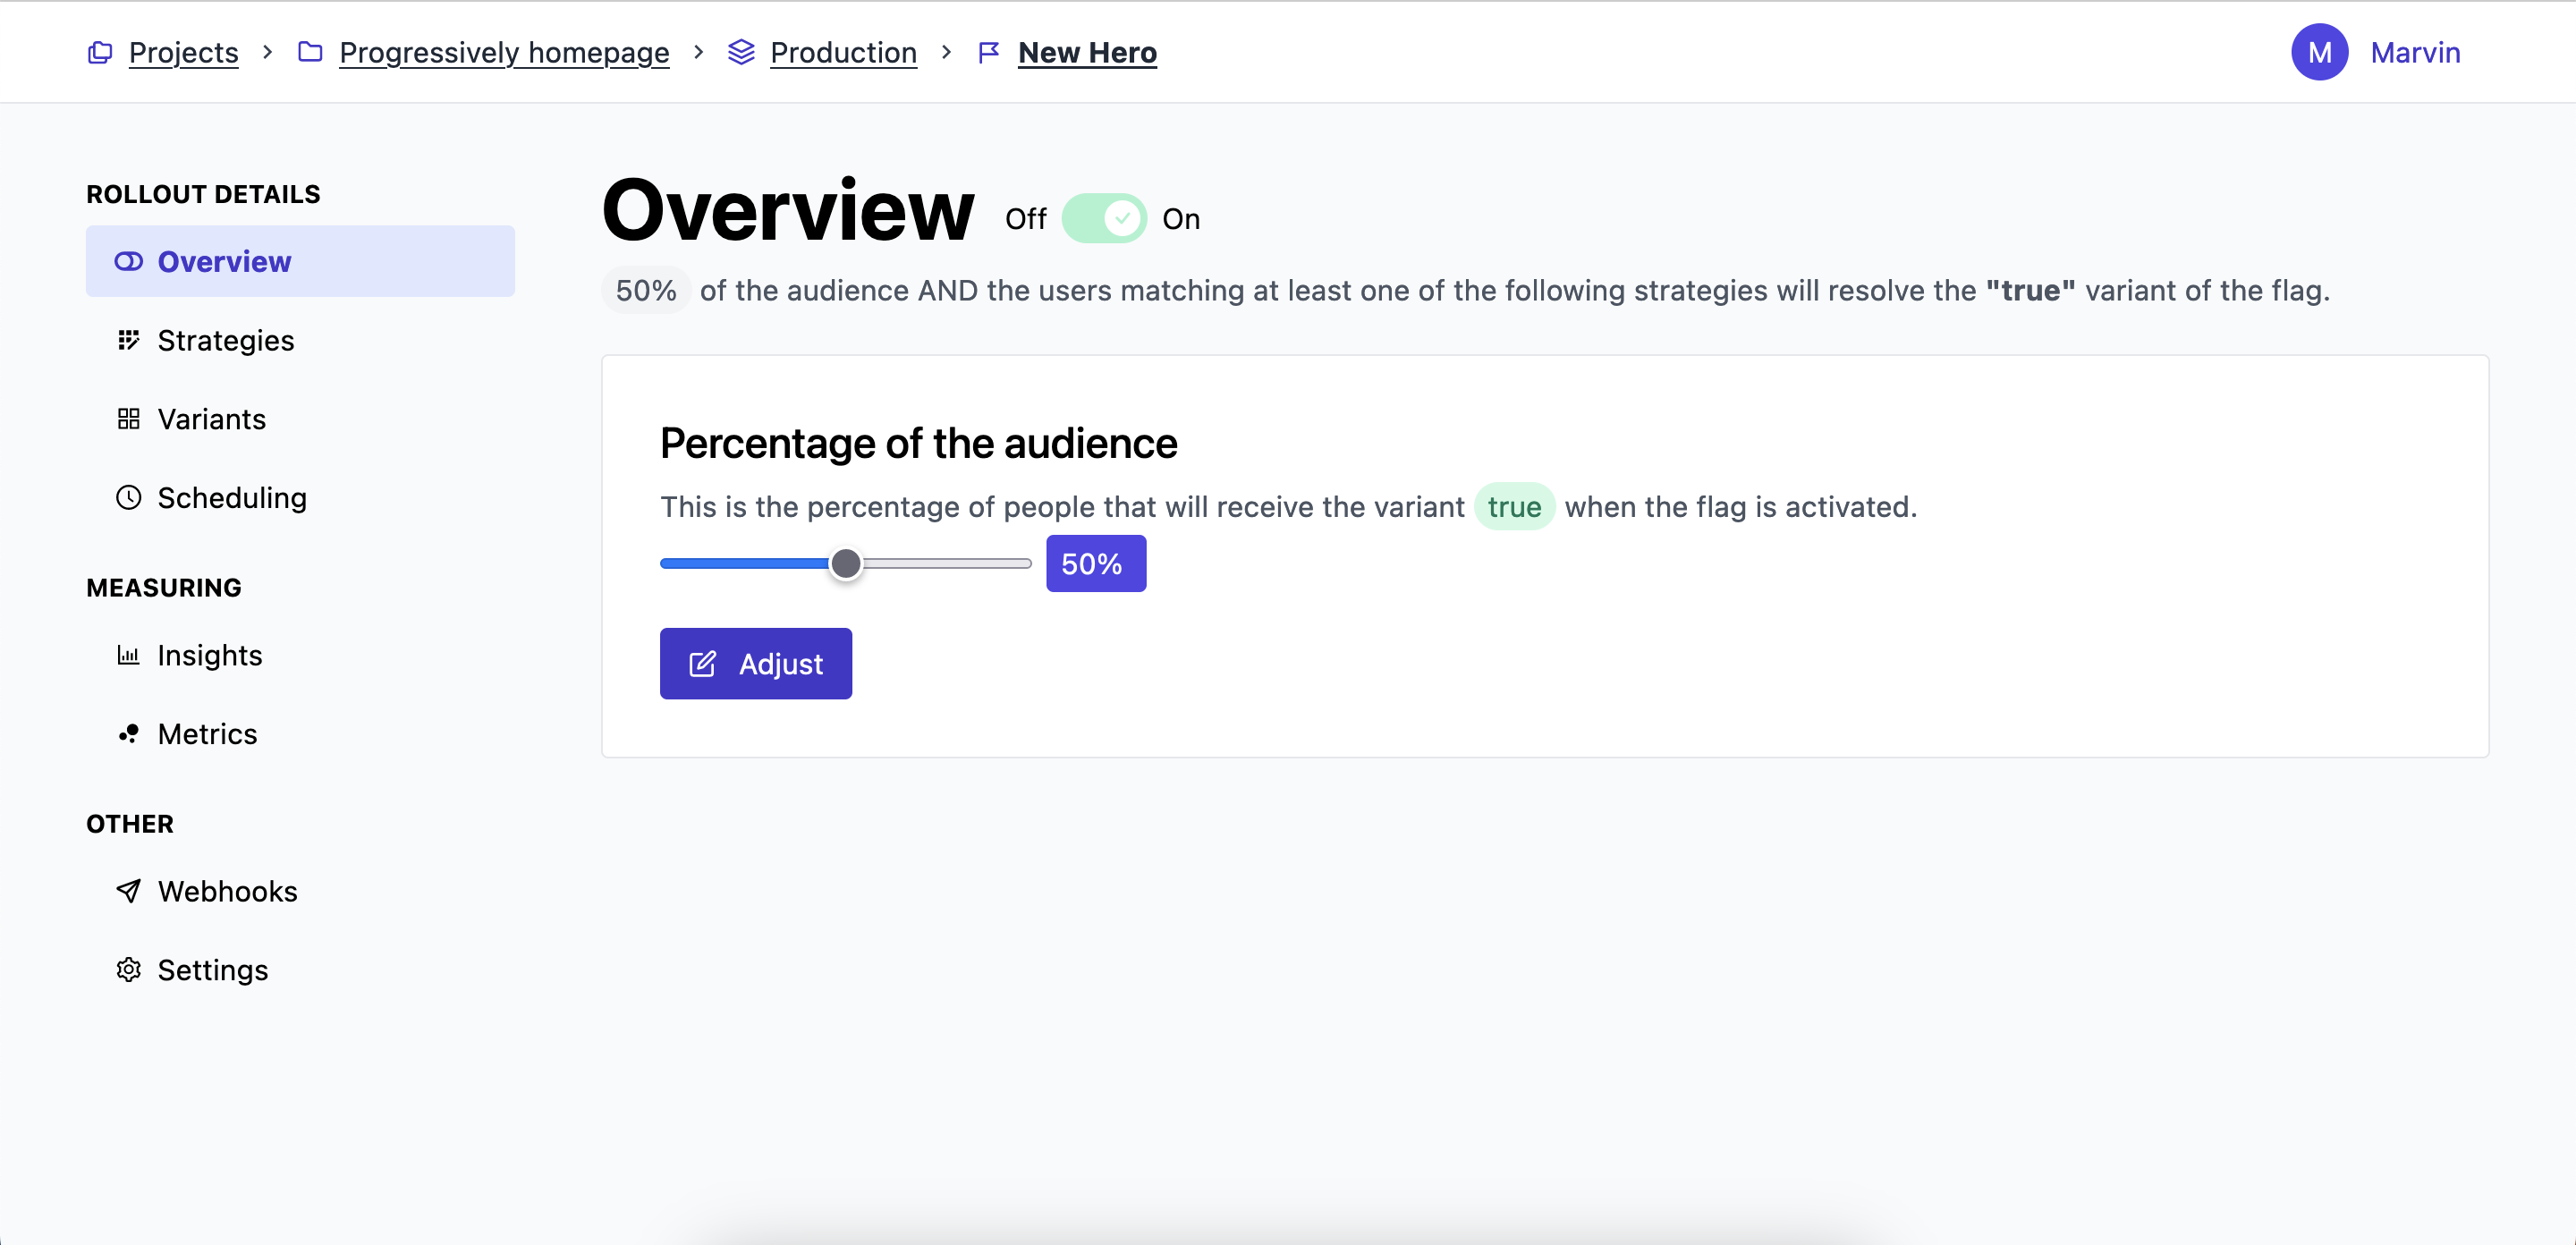 Projects > Progressively homepage > Production > New Hero
M Marvin
ROLLOUT DETAILS
Overview
Strategies
Variants
Scheduling
MEASURING
Insights
Metrics
OTHER
Webhooks
Settings
Overview Off On
50% of the audience AND the users matching at least one of the following strategies will resolve the "true" variant of the flag.
Percentage of the audience
This is the percentage of people that will receive the variant true when the flag is activated.
50%
Adjust